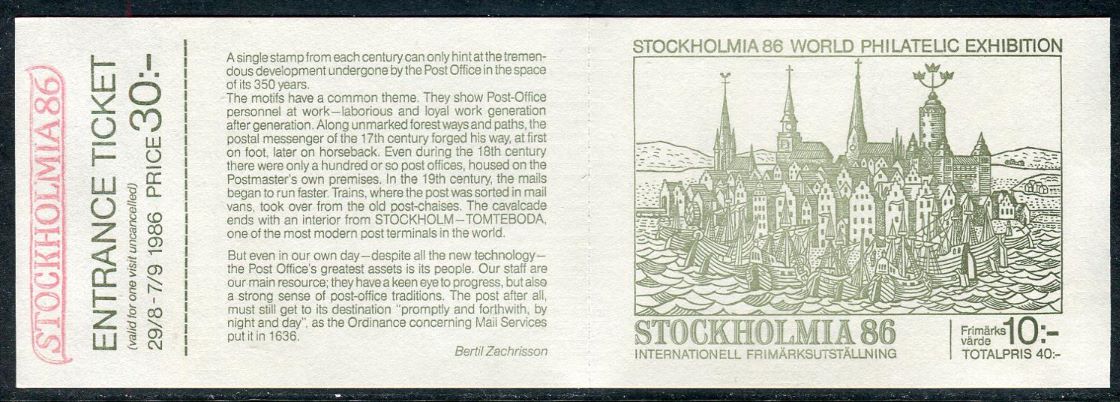 STOCKHOLMIA 86
ENTRANCE TICKET
(valid for one visit uncancelled)
29/8 - 7/9 1986 PRICE 30:-
A single stamp from each century can only hint at the tremen-
dous development undergone by the Post Office in the space
of its 350 years.
The motifs have a common theme. They show Post-Office
personnel at work—laborious and loyal work generation
after generation. Along unmarked forest ways and paths, the
postal messenger of the 17th century forged his way, at first
on foot, later on horseback. Even during the 18th century
there were only a hundred or so post offices, housed on the
Postmaster's own premises. In the 19th century, the mails
began to run faster. Trains, where the post was sorted in mail
vans, took over from the old post-chaises. The cavalcade
ends with an interior from STOCKHOLM—TOMTEBODA,
one of the most modern post terminals in the world.
But even in our own day—despite all the new technology—
the Post Office's greatest assets is its people. Our staff are
our main resource; they have a keen eye to progress, but also
a strong sense of post-office traditions. The post after all,
must still get to its destination "promptly and forthwith, by
night and day", as the Ordinance concerning Mail Services
put it in 1636.
Bertil Zachrisson
STOCKHOLMIA 86 WORLD PHILATELIC EXHIBITION
STOCKHOLMIA 86
INTERNATIONELL FRIMÄRKSUTSTÄLLNING
Frimärks
värde 10:-
TOTALPRIS 40:-